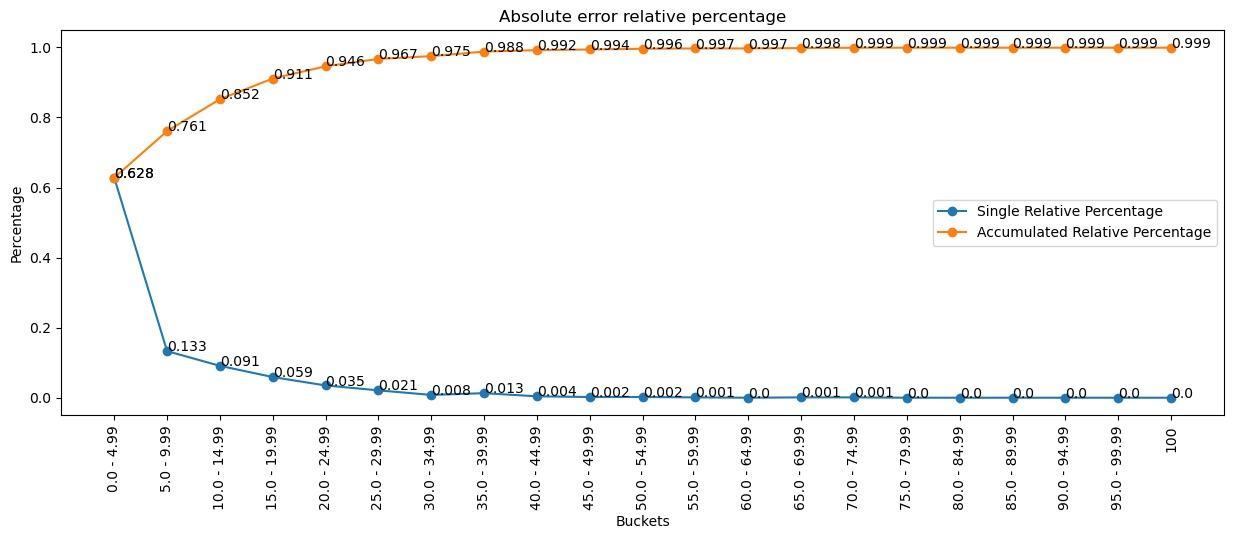 Absolute error relative percentage
Percentage
1.0
0.8
0.6
0.4
0.2
0.0
0.628 0.761 0.852 0.911 0.946 0.967 0.975 0.988 0.992 0.994 0.996 0.997 0.997 0.998 0.999 0.999 0.999 0.999 0.999 0.999 0.999
0.628 0.133 0.091 0.059 0.035 0.021 0.008 0.013 0.004 0.002 0.002 0.001 0.0 0.001 0.001 0.0 0.0 0.0 0.0 0.0 0.0
Single Relative Percentage
Accumulated Relative Percentage
0.0 - 4.99
5.0 - 9.99
10.0 - 14.99
15.0 - 19.99
20.0 - 24.99
25.0 - 29.99
30.0 - 34.99
35.0 - 39.99
40.0 - 44.99
45.0 - 49.99
50.0 - 54.99
55.0 - 59.99
60.0 - 64.99
65.0 - 69.99
70.0 - 74.99
75.0 - 79.99
80.0 - 84.99
85.0 - 89.99
90.0 - 94.99
95.0 - 99.99
100
Buckets